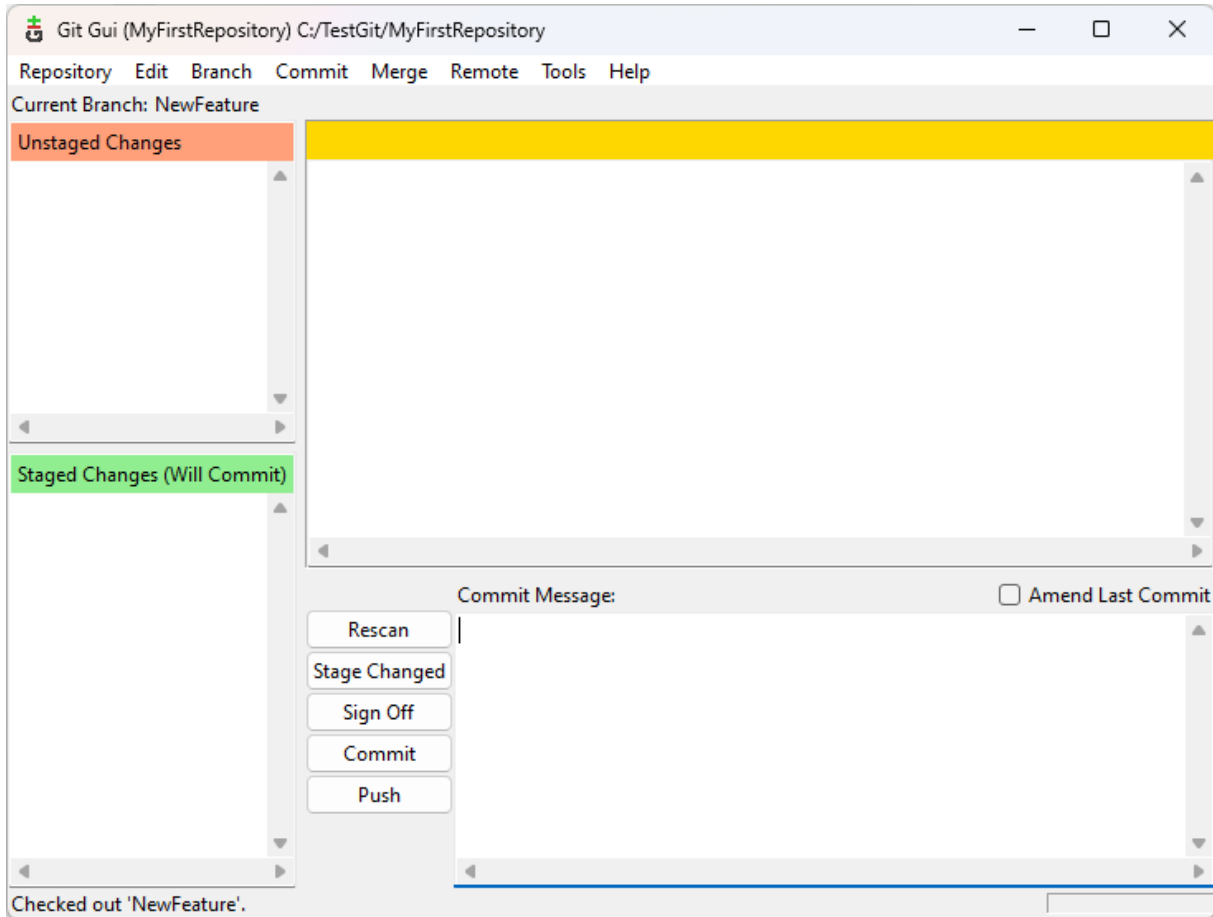 Git Gui (MyFirstRepository) C:/TestGit/MyFirstRepository
Repository Edit Branch Commit Merge Remote Tools Help
Current Branch: NewFeature
Unstaged Changes
Staged Changes (Will Commit)
Commit Message:
Amend Last Commit
Rescan
Stage Changed
Sign Off
Commit
Push
Checked out 'NewFeature'.